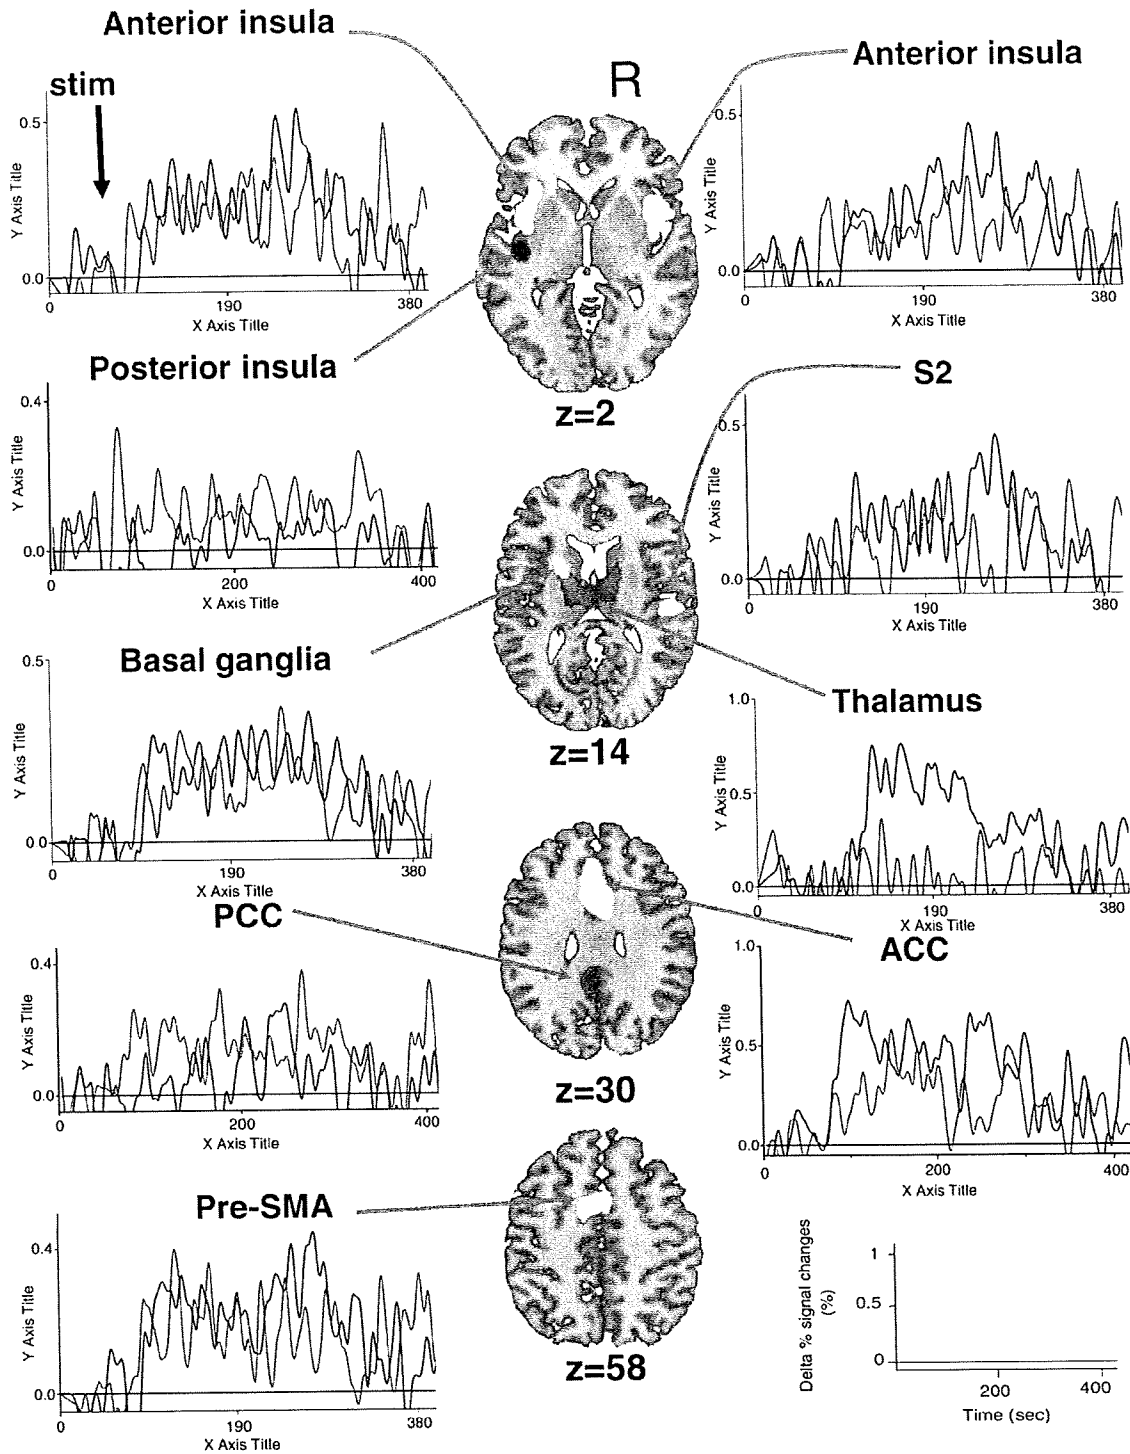 Anterior insula
R
Anterior insula
stim
0.5
0.0
Y Axis Title
0
190
380
X Axis Title
0.5
0.0
Y Axis Title
0
190
380
X Axis Title
Posterior insula
z=2
S2
0.4
0.0
Y Axis Title
0
200
400
X Axis Title
0.5
0.0
Y Axis Title
0
190
380
X Axis Title
Basal ganglia
z=14
Thalamus
0.5
0 0
Y Axis Title
0
190
380
X Axis Title
1.0
0.5
0.0
Y Axis Title
0
190
380
X Axis Title
PCC
z=30
ACC
0.4
0.0
Y Axis Title
0
200
400
X Axis Title
1.0
0.5
0.0
Y Axis Title
0
200
400
X Axis Title
Pre-SMA
z=58
0.4
0.0
Y Axis Title
0
190
380
X Axis Title
Delta % signal changes
(%)
1
0.5
0
200
400
Time (sec)